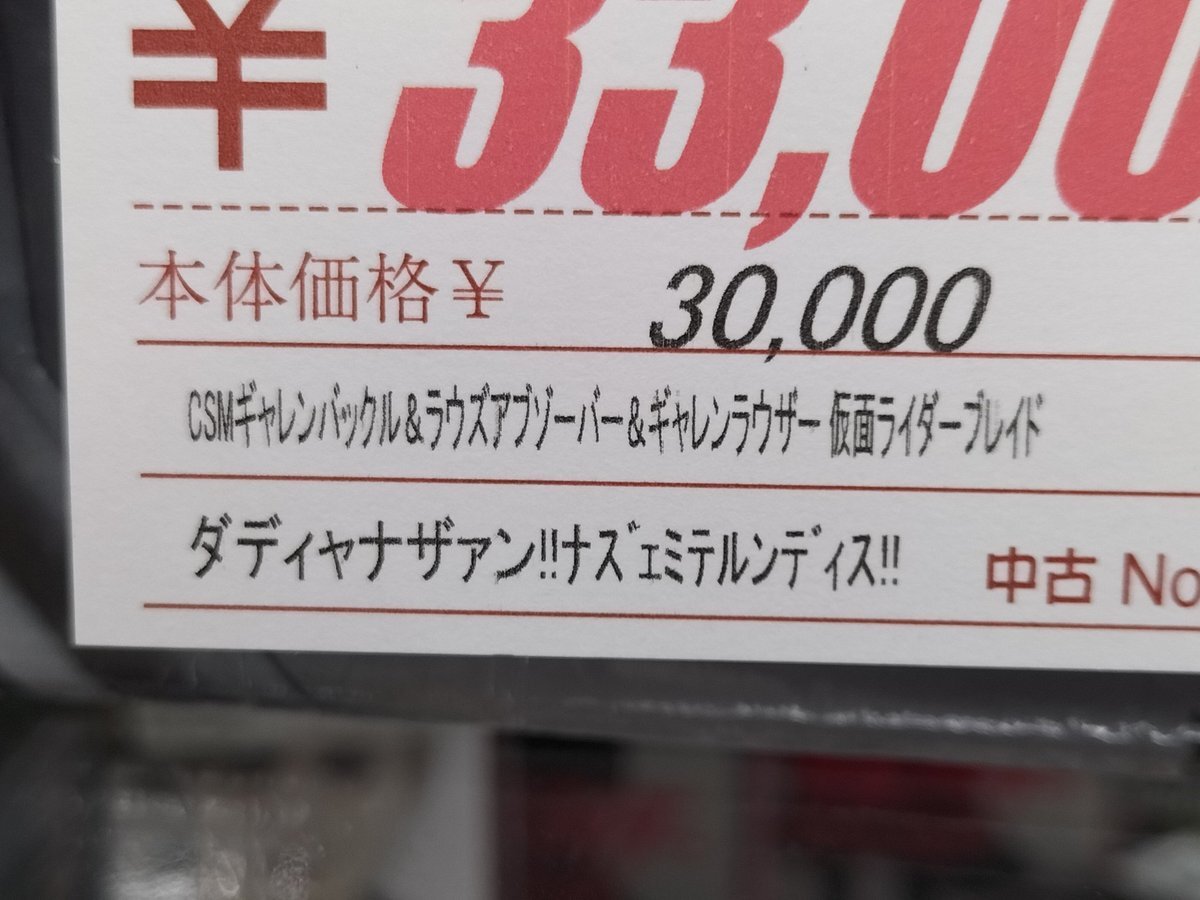 ¥33,00
本体価格¥ 30,000
CSMギャレンバックル&ラウズアブゾーバー&ギャレンラウザー 仮面ライダーブレイド
ダディャナザァン!!ナズェミテルンディス!! 中古 No